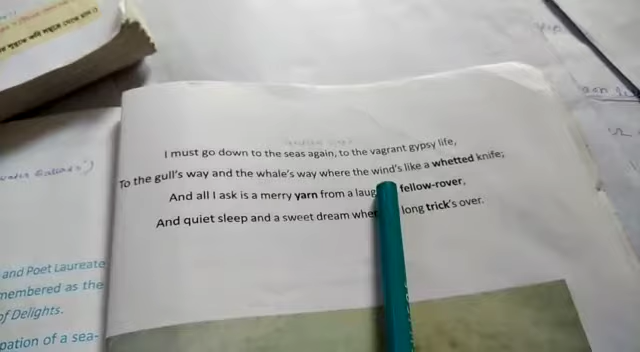 I must go down to the seas again, to the vagrant gypsy life,
To the gull's way and the whale's way where the wind's like a whetted knife;
And all I ask is a merry yarn from a laug fellow-rover,
And quiet sleep and a sweet dream whe long trick's over.
and Poet Laureate
membered as the
of Delights.
pation of a sea-